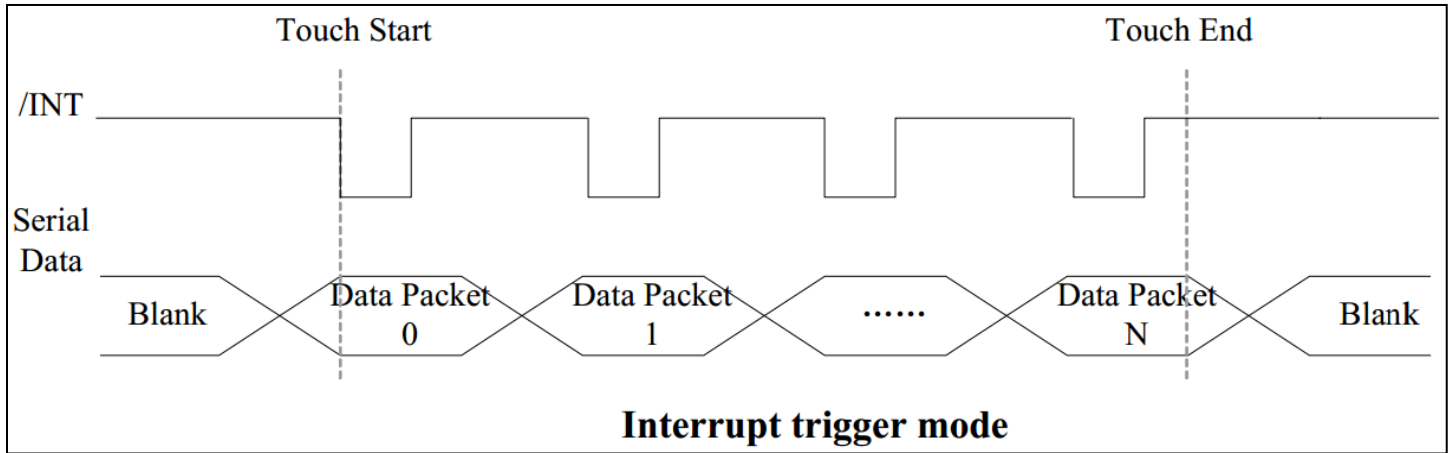 Touch Start
Touch End
/INT
Serial
Data
Blank
Data Packet
0
Data Packet
1
......
Data Packet
N
Blank
Interrupt trigger mode